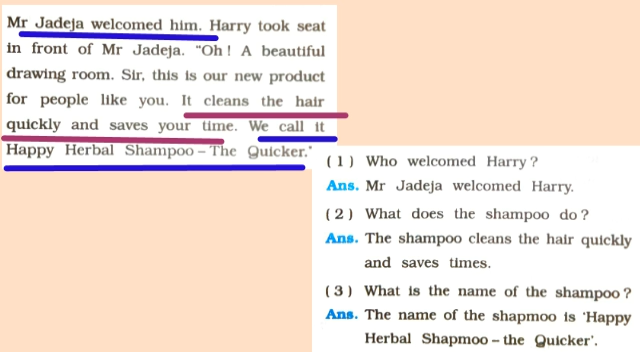 Mr Jadeja welcomed him. Harry took seat
in front of Mr Jadeja. "Oh ! A beautiful
drawing room. Sir, this is our new product
for people like you. It cleans the hair
quickly and saves your time. We call it
Happy Herbal Shampoo – The Quicker.'
( 1 ) Who welcomed Harry ?
Ans. Mr Jadeja welcomed Harry.
( 2 ) What does the shampoo do ?
Ans. The shampoo cleans the hair quickly
and saves times.
( 3 ) What is the name of the shampoo ?
Ans. The name of the shapmoo is 'Happy
Herbal Shapmoo – the Quicker'.